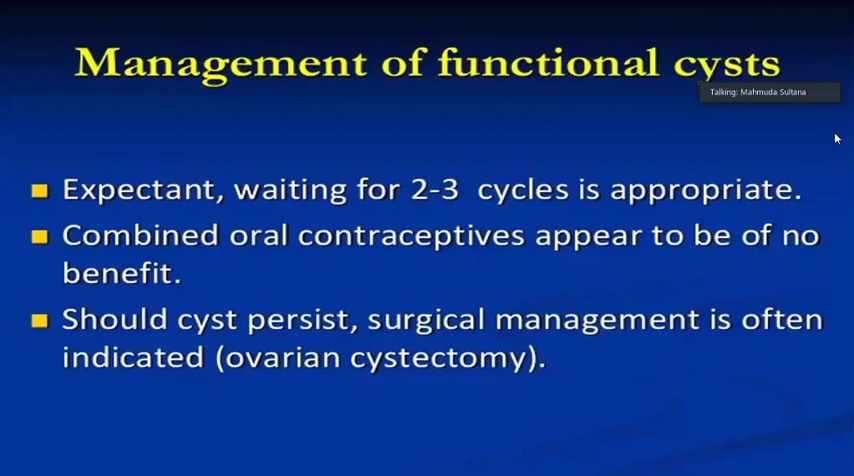 Management of functional cysts
Talking: Mahmuda Sultana
Expectant, waiting for 2-3 cycles is appropriate.
Combined oral contraceptives appear to be of no
benefit.
Should cyst persist, surgical management is often
indicated (ovarian cystectomy).